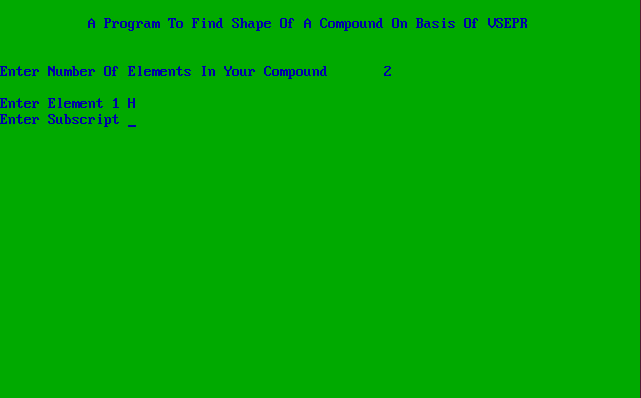 A Program To Find Shape Of A Compound On Basis Of VSEPR
Enter Number Of Elements In Your Compound 2
Enter Element 1 H
Enter Subscript _